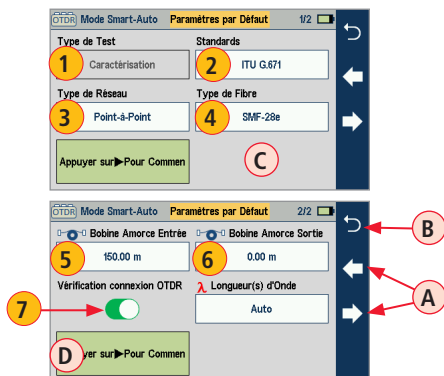 OTDR Mode Smart-Auto Paramètres par Défaut 1/2
Type de Test Standards
1 Caractérisation 2 ITU G.671
Type de Réseau Type de Fibre
3 Point-à-Point 4 SMF-28e
Appuyer sur▶Pour Commen C
OTDR Mode Smart-Auto Paramètres par Défaut 2/2
B
Bobine Amorce Entrée Bobine Amorce Sortie
5 150.00 m 6 0.00 m
Vérification connexion OTDR λ Longueur(s) d'Onde
7 Auto A
D yer sur▶Pour Commen